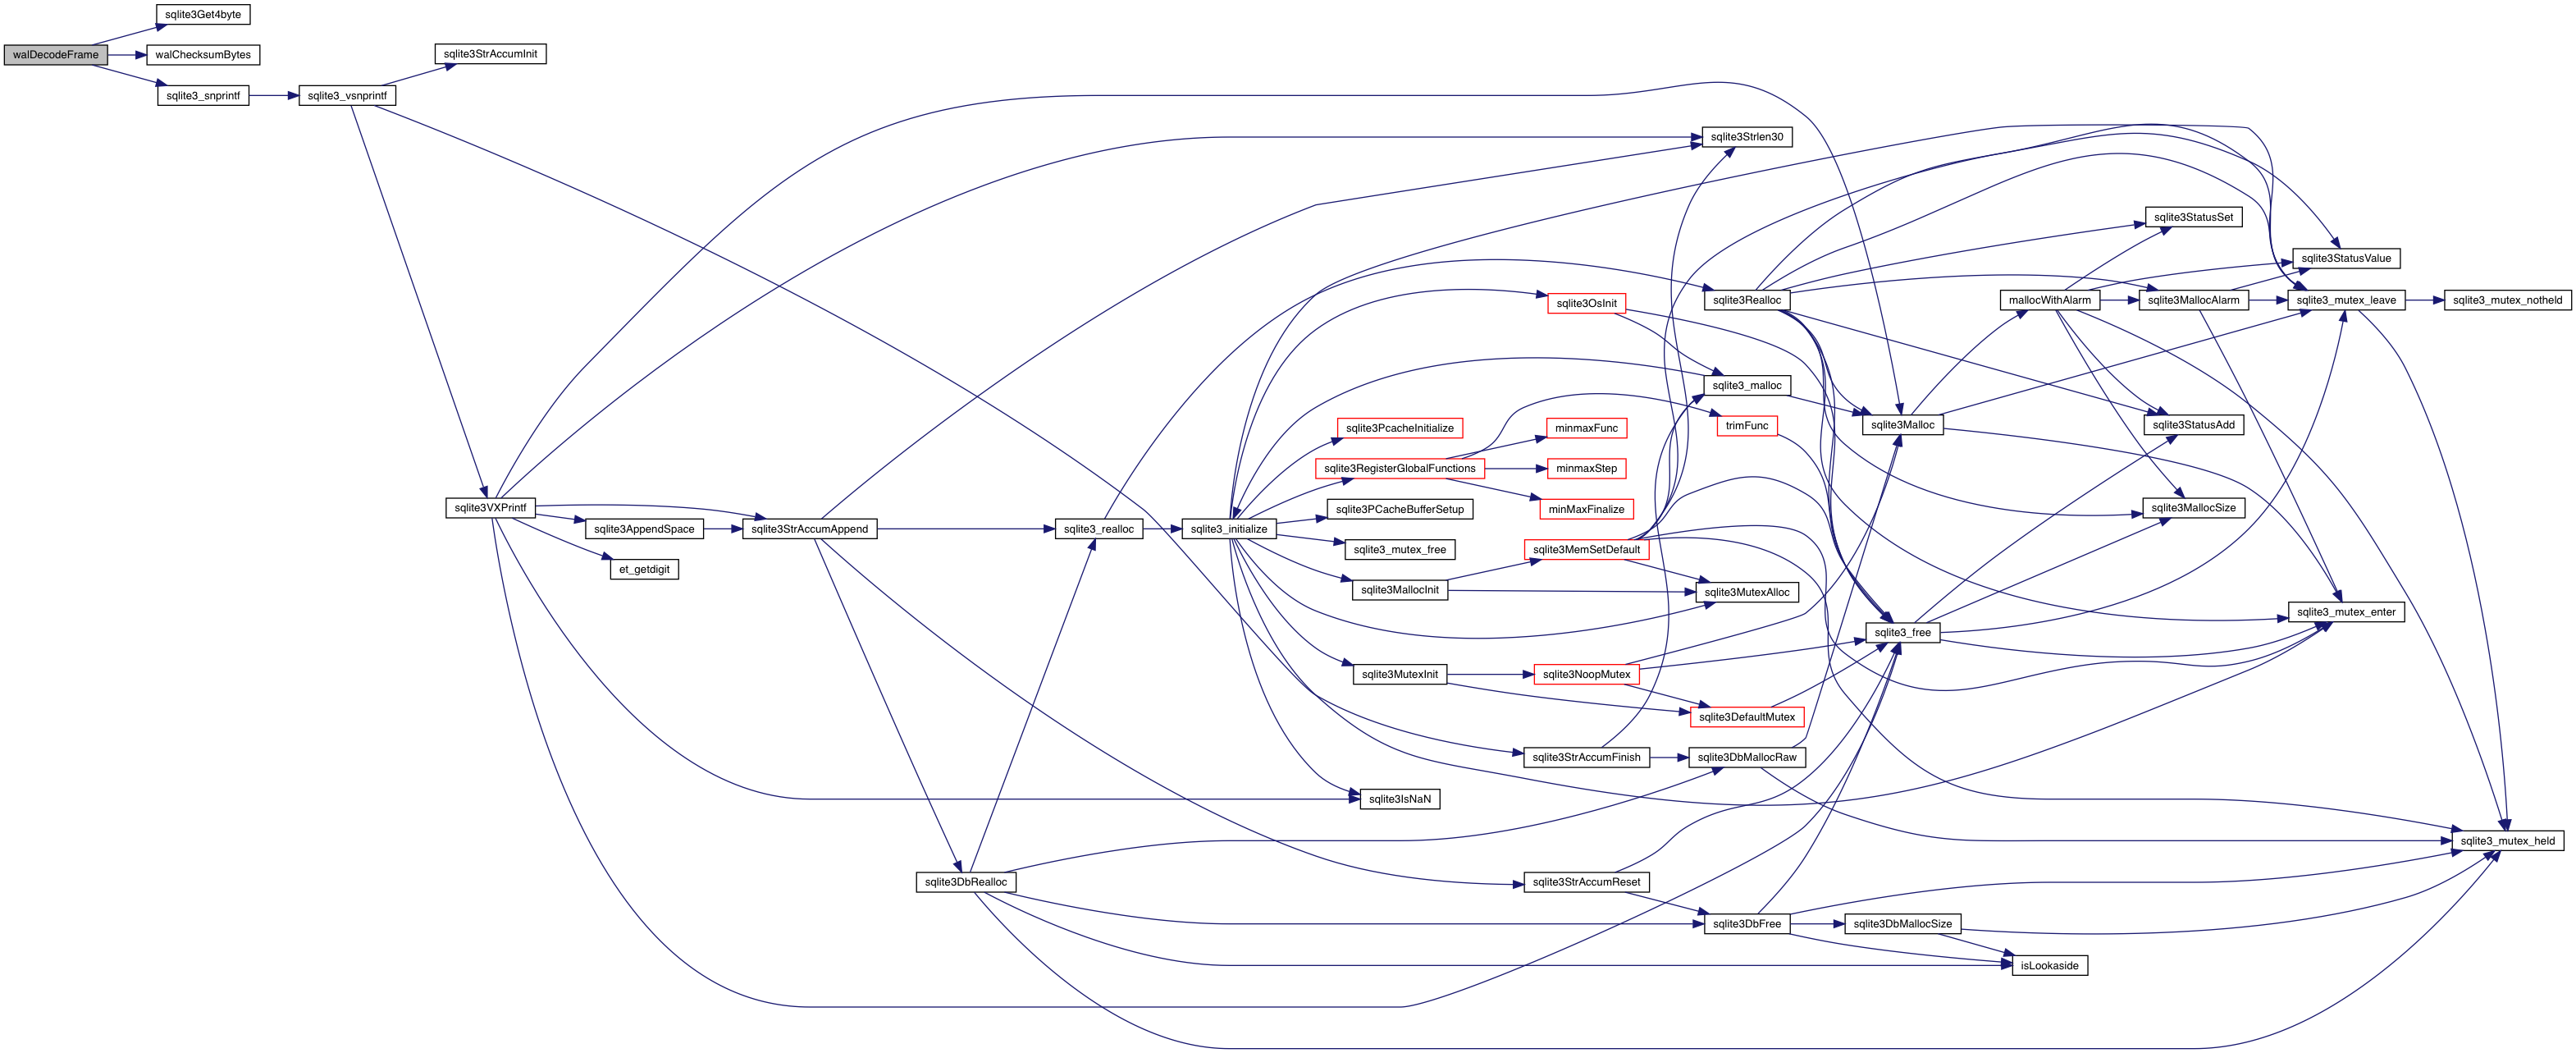 walDecodeFrame
sqlite3Get4byte
walChecksumBytes
sqlite3_snprintf
sqlite3_vsnprintf
sqlite3StrAccumInit
sqlite3VXPrintf
sqlite3AppendSpace
et_getdigit
sqlite3StrAccumAppend
sqlite3DbRealloc
sqlite3_realloc
sqlite3_initialize
sqlite3PcacheInitialize
sqlite3RegisterGlobalFunctions
sqlite3PCacheBufferSetup
sqlite3_mutex_free
sqlite3MallocInit
sqlite3MutexInit
sqlite3IsNaN
sqlite3OsInit
minmaxFunc
minmaxStep
minMaxFinalize
sqlite3MemSetDefault
sqlite3NoopMutex
sqlite3StrAccumFinish
sqlite3StrAccumReset
sqlite3Strlen30
sqlite3Realloc
sqlite3_malloc
trimFunc
sqlite3MutexAlloc
sqlite3DefaultMutex
sqlite3DbMallocRaw
sqlite3DbFree
sqlite3Malloc
sqlite3_free
sqlite3DbMallocSize
mallocWithAlarm
isLookaside
sqlite3StatusSet
sqlite3MallocAlarm
sqlite3StatusAdd
sqlite3MallocSize
sqlite3StatusValue
sqlite3_mutex_leave
sqlite3_mutex_enter
sqlite3_mutex_notheld
sqlite3_mutex_held